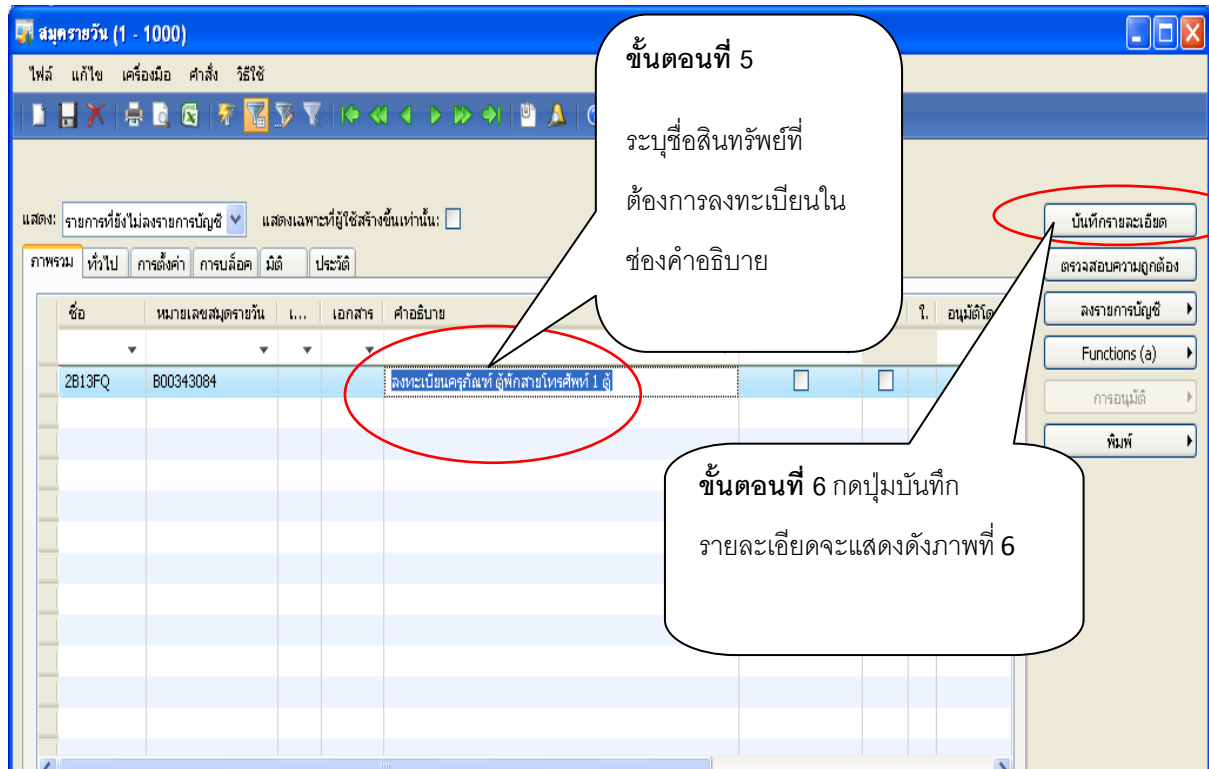 สมุดรายวัน (1 - 1000)
ไฟล์ แก้ไข เครื่องมือ คำสั่ง วิธีใช้
แสดง: รายการที่ยังไม่ลงรายการบัญชี แสดงเฉพาะที่ผู้ใช้สร้างขึ้นเท่านั้น:
ภาพรวม ทั่วไป การตั้งค่า การบล็อค มิติ ประวัติ
ชื่อ หมายเลขสมุดรายวัน เ... เอกสาร คำอธิบาย ใ. อนุมัติโด
2B13FQ B00343084 ลงทะเบียนครุภัณฑ์ ตู้พักสายโทรศัพท์ 1 ตู้
ขั้นตอนที่ 5
ระบุชื่อสินทรัพย์ที่
ต้องการลงทะเบียนใน
ช่องคำอธิบาย
บันทึกรายละเอียด
ตรวจสอบความถูกต้อง
ลงรายการบัญชี
Functions (a)
การอนุมัติ
พิมพ์
ขั้นตอนที่ 6 กดปุ่มบันทึก
รายละเอียดจะแสดงดังภาพที่ 6